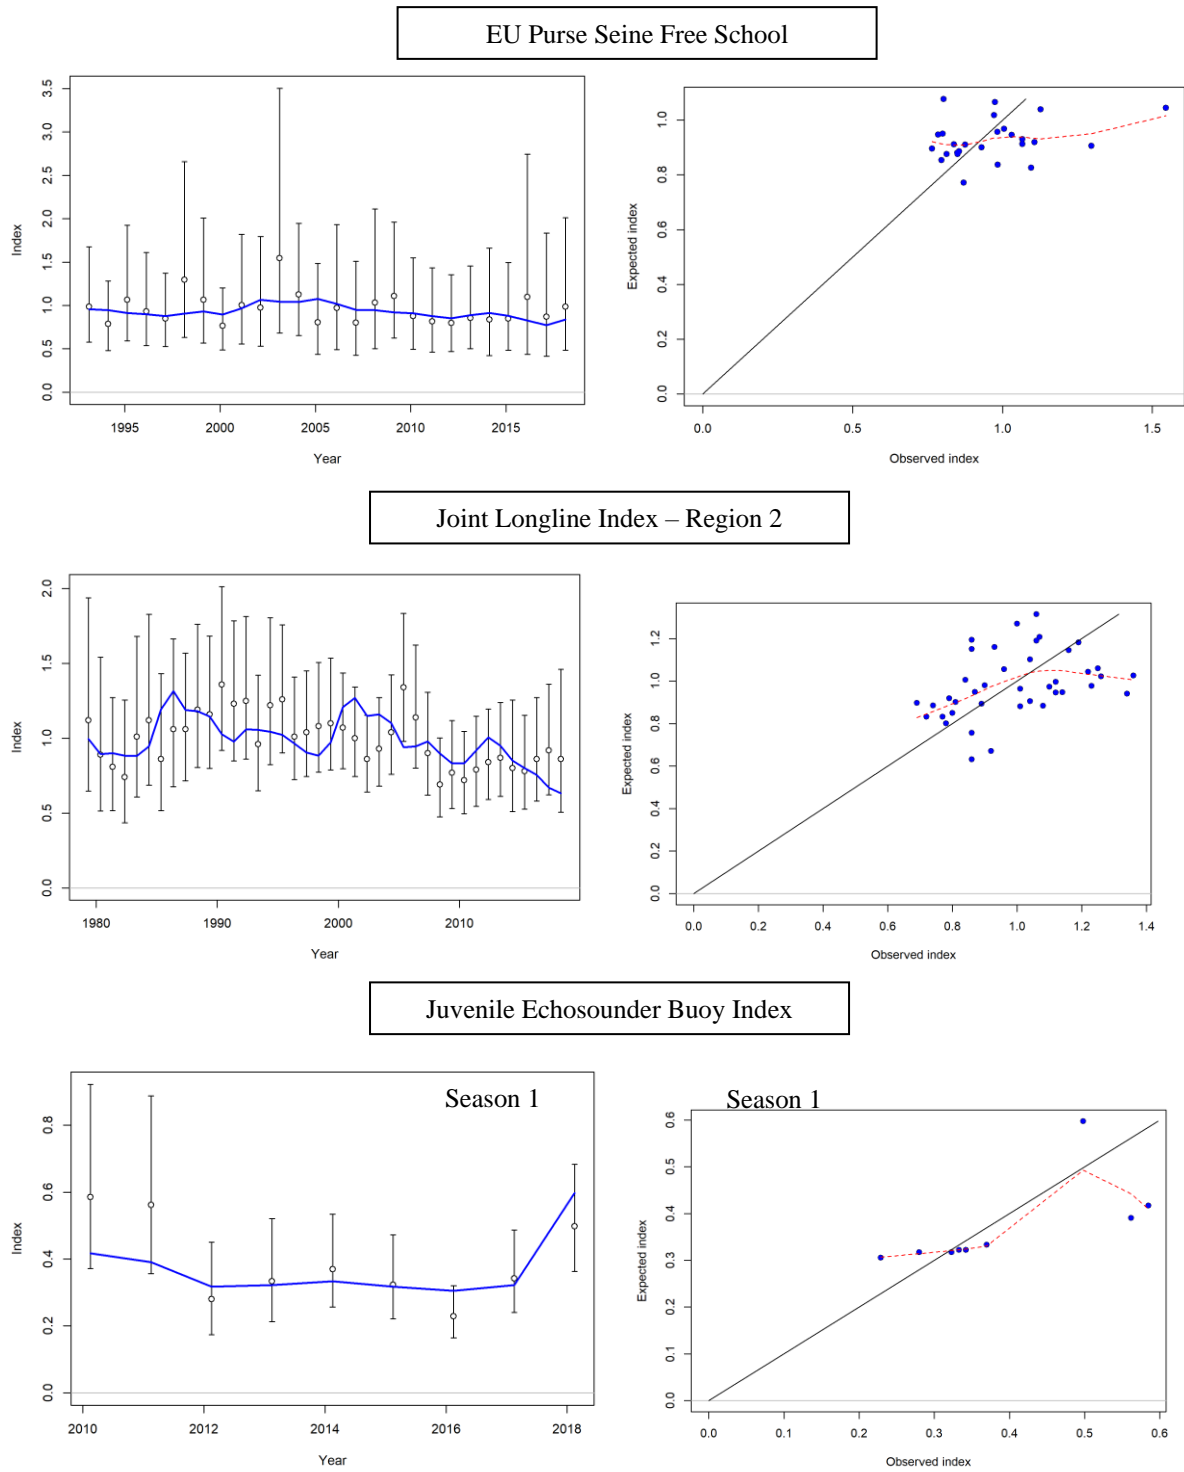 EU Purse Seine Free School
Index
0.0 0.5 1.0 1.5 2.0 2.5 3.0 3.5
1995 2000 2005 2010 2015
Year
Expected index
0.0 0.2 0.4 0.6 0.8 1.0
0.0 0.5 1.0 1.5
Observed index
Joint Longline Index – Region 2
Index
0.0 0.5 1.0 1.5 2.0
1980 1990 2000 2010
Year
Expected index
0.0 0.2 0.4 0.6 0.8 1.0 1.2
0.0 0.2 0.4 0.6 0.8 1.0 1.2 1.4
Observed index
Juvenile Echosounder Buoy Index
Season 1
Index
0.0 0.2 0.4 0.6 0.8
2010 2012 2014 2016 2018
Year
Season 1
Expected index
0.0 0.1 0.2 0.3 0.4 0.5 0.6
0.0 0.1 0.2 0.3 0.4 0.5 0.6
Observed index